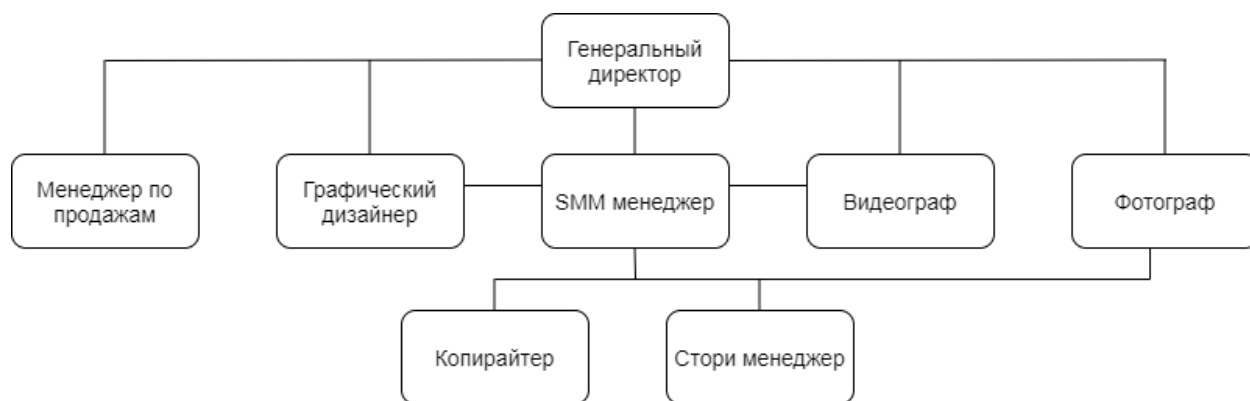 Генеральный
директор
Менеджер по
продажам
Графический
дизайнер
SMM менеджер
Видеограф
Фотограф
Копирайтер
Стори менеджер